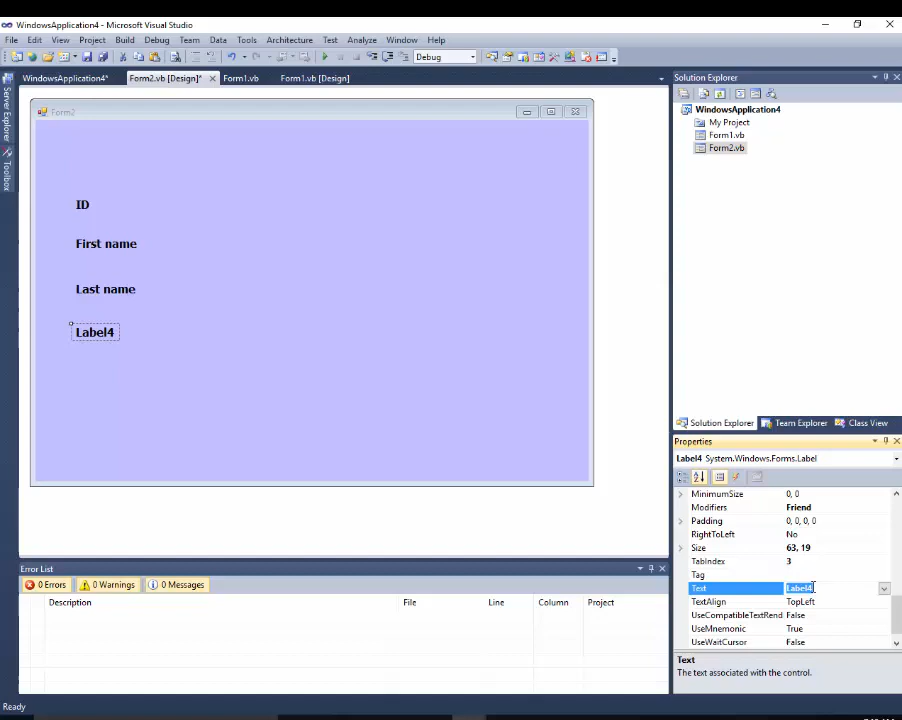 WindowsApplication4 - Microsoft Visual Studio
File Edit View Project Build Debug Team Data Tools Architecture Test Analyze Window Help
Debug
WindowsApplication4* Form2.vb [Design]* Form1.vb Form1.vb [Design]
Server Explorer
Toolbox
Form2
ID
First name
Last name
Label4
Solution Explorer
WindowsApplication4
My Project
Form1.vb
Form2.vb
Solution Explorer Team Explorer Class View
Properties
Label4 System.Windows.Forms.Label
MinimumSize 0, 0
Modifiers Friend
Padding 0, 0, 0, 0
RightToLeft No
Size 63, 19
TabIndex 3
Tag
Text Label4
TextAlign TopLeft
UseCompatibleTextRend False
UseMnemonic True
UseWaitCursor False
Text
The text associated with the control.
Error List
0 Errors 0 Warnings 0 Messages
Description File Line Column Project
Ready